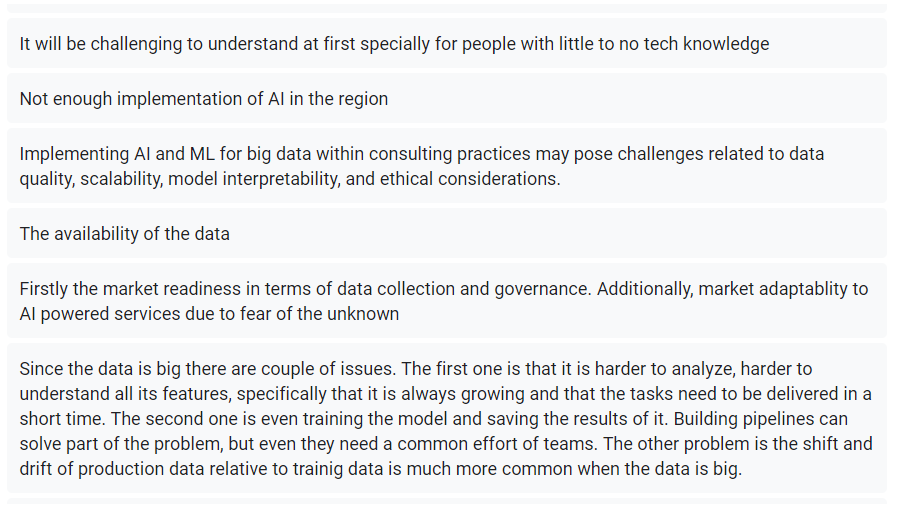 It will be challenging to understand at first specially for people with little to no tech knowledge
Not enough implementation of AI in the region
Implementing AI and ML for big data within consulting practices may pose challenges related to data
quality, scalability, model interpretability, and ethical considerations.
The availability of the data
Firstly the market readiness in terms of data collection and governance. Additionally, market adaptablity to
AI powered services due to fear of the unknown
Since the data is big there are couple of issues. The first one is that it is harder to analyze, harder to
understand all its features, specifically that it is always growing and that the tasks need to be delivered in a
short time. The second one is even training the model and saving the results of it. Building pipelines can
solve part of the problem, but even they need a common effort of teams. The other problem is the shift and
drift of production data relative to trainig data is much more common when the data is big.